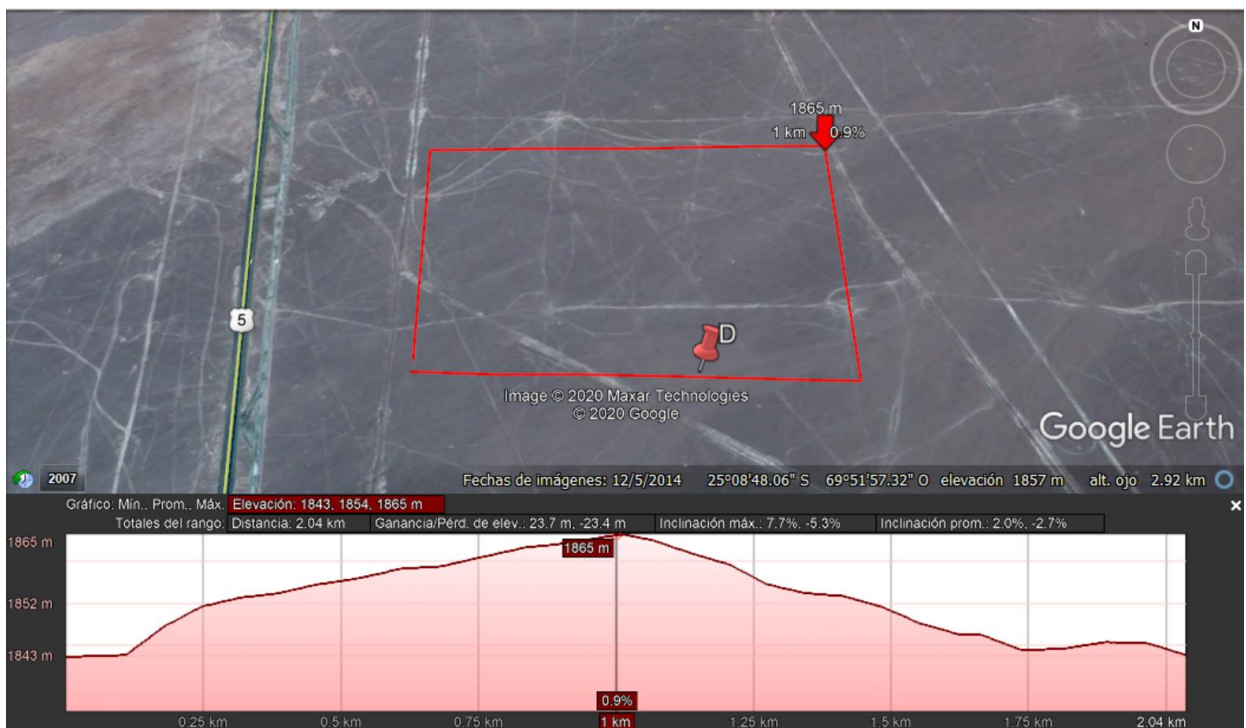 N
1865 m
1 km 0.9%
5
D
Image © 2020 Maxar Technologies
© 2020 Google
Google Earth
2007 Fechas de imágenes: 12/5/2014 25°08'48.06" S 69°51'57.32" O elevación 1857 m alt. ojo 2.92 km
Gráfico: Mín., Prom., Máx. Elevación: 1843, 1854, 1865 m
Totales del rango: Distancia: 2.04 km Ganancia/Pérd. de elev.: 23.7 m, -23.4 m Inclinación máx.: 7.7%, -5.3% Inclinación prom.: 2.0%, -2.7%
1865 m
1865 m
1852 m
1843 m
0.9%
0.25 km 0.5 km 0.75 km 1 km 1.25 km 1.5 km 1.75 km 2.04 km